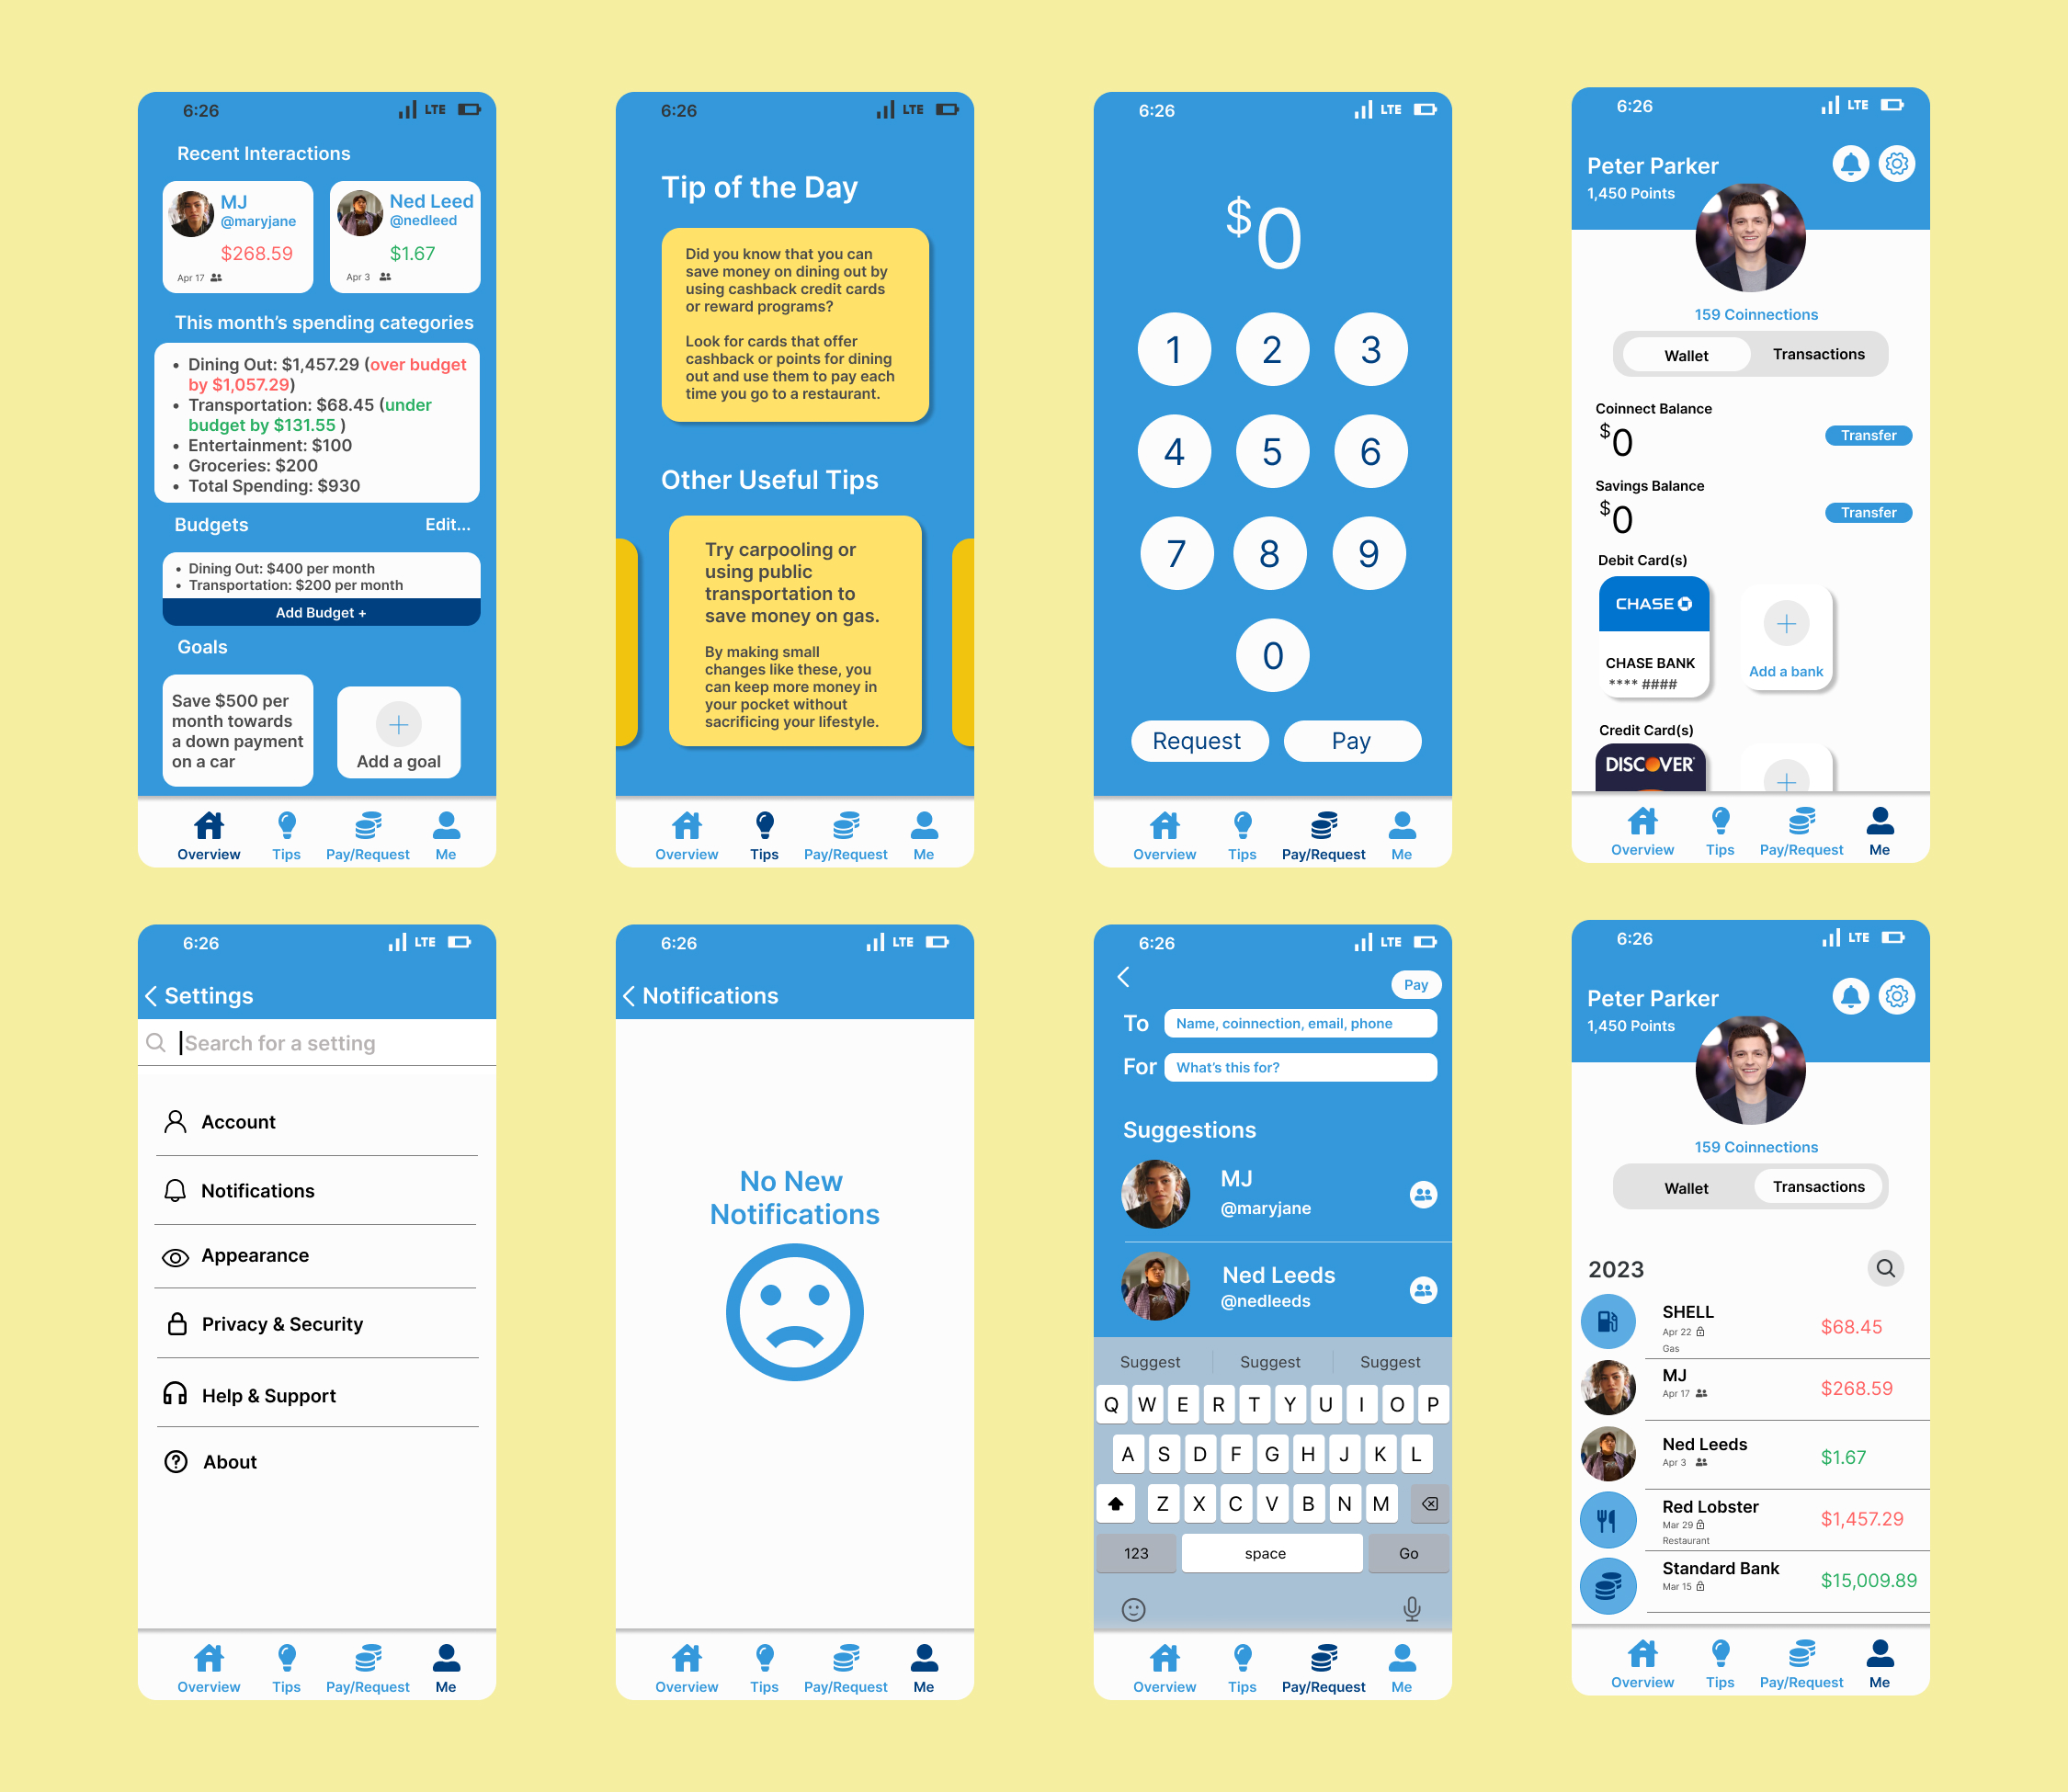 6:26 LTE
Recent Interactions
MJ
@maryjane
$268.59
Apr 17
Ned Leed
@nedleed
$1.67
Apr 3
This month's spending categories
• Dining Out: $1,457.29 (over budget
by $1,057.29)
• Transportation: $68.45 (under
budget by $131.55 )
• Entertainment: $100
• Groceries: $200
• Total Spending: $930
Budgets Edit...
• Dining Out: $400 per month
• Transportation: $200 per month
Add Budget +
Goals
Save $500 per
month towards
a down payment
on a car
Add a goal
Overview Tips Pay/Request Me
6:26 LTE
Tip of the Day
Did you know that you can
save money on dining out by
using cashback credit cards
or reward programs?
Look for cards that offer
cashback or points for dining
out and use them to pay each
time you go to a restaurant.
Other Useful Tips
Try carpooling or
using public
transportation to
save money on gas.
By making small
changes like these, you
can keep more money in
your pocket without
sacrificing your lifestyle.
Overview Tips Pay/Request Me
6:26 LTE
$0
1 2 3
4 5 6
7 8 9
0
Request Pay
Overview Tips Pay/Request Me
6:26 LTE
Peter Parker
1,450 Points
159 Coinnections
Wallet Transactions
Coinnect Balance
$0 Transfer
Savings Balance
$0 Transfer
Debit Card(s)
CHASE
CHASE BANK
**** ####
Add a bank
Credit Card(s)
DISCOVER
Overview Tips Pay/Request Me
6:26 LTE
Settings
Search for a setting
Account
Notifications
Appearance
Privacy & Security
Help & Support
About
Overview Tips Pay/Request Me
6:26 LTE
Notifications
No New
Notifications
Overview Tips Pay/Request Me
6:26 LTE
Pay
To Name, coinnection, email, phone
For What's this for?
Suggestions
MJ
@maryjane
Ned Leeds
@nedleeds
Suggest Suggest Suggest
Q W E R T Y U I O P
A S D F G H J K L
Z X C V B N M
123 space Go
Overview Tips Pay/Request Me
6:26 LTE
Peter Parker
1,450 Points
159 Coinnections
Wallet Transactions
2023
SHELL
Apr 22
Gas
$68.45
MJ
Apr 17
$268.59
Ned Leeds
Apr 3
$1.67
Red Lobster
Mar 29
Restaurant
$1,457.29
Standard Bank
Mar 15
$15,009.89
Overview Tips Pay/Request Me